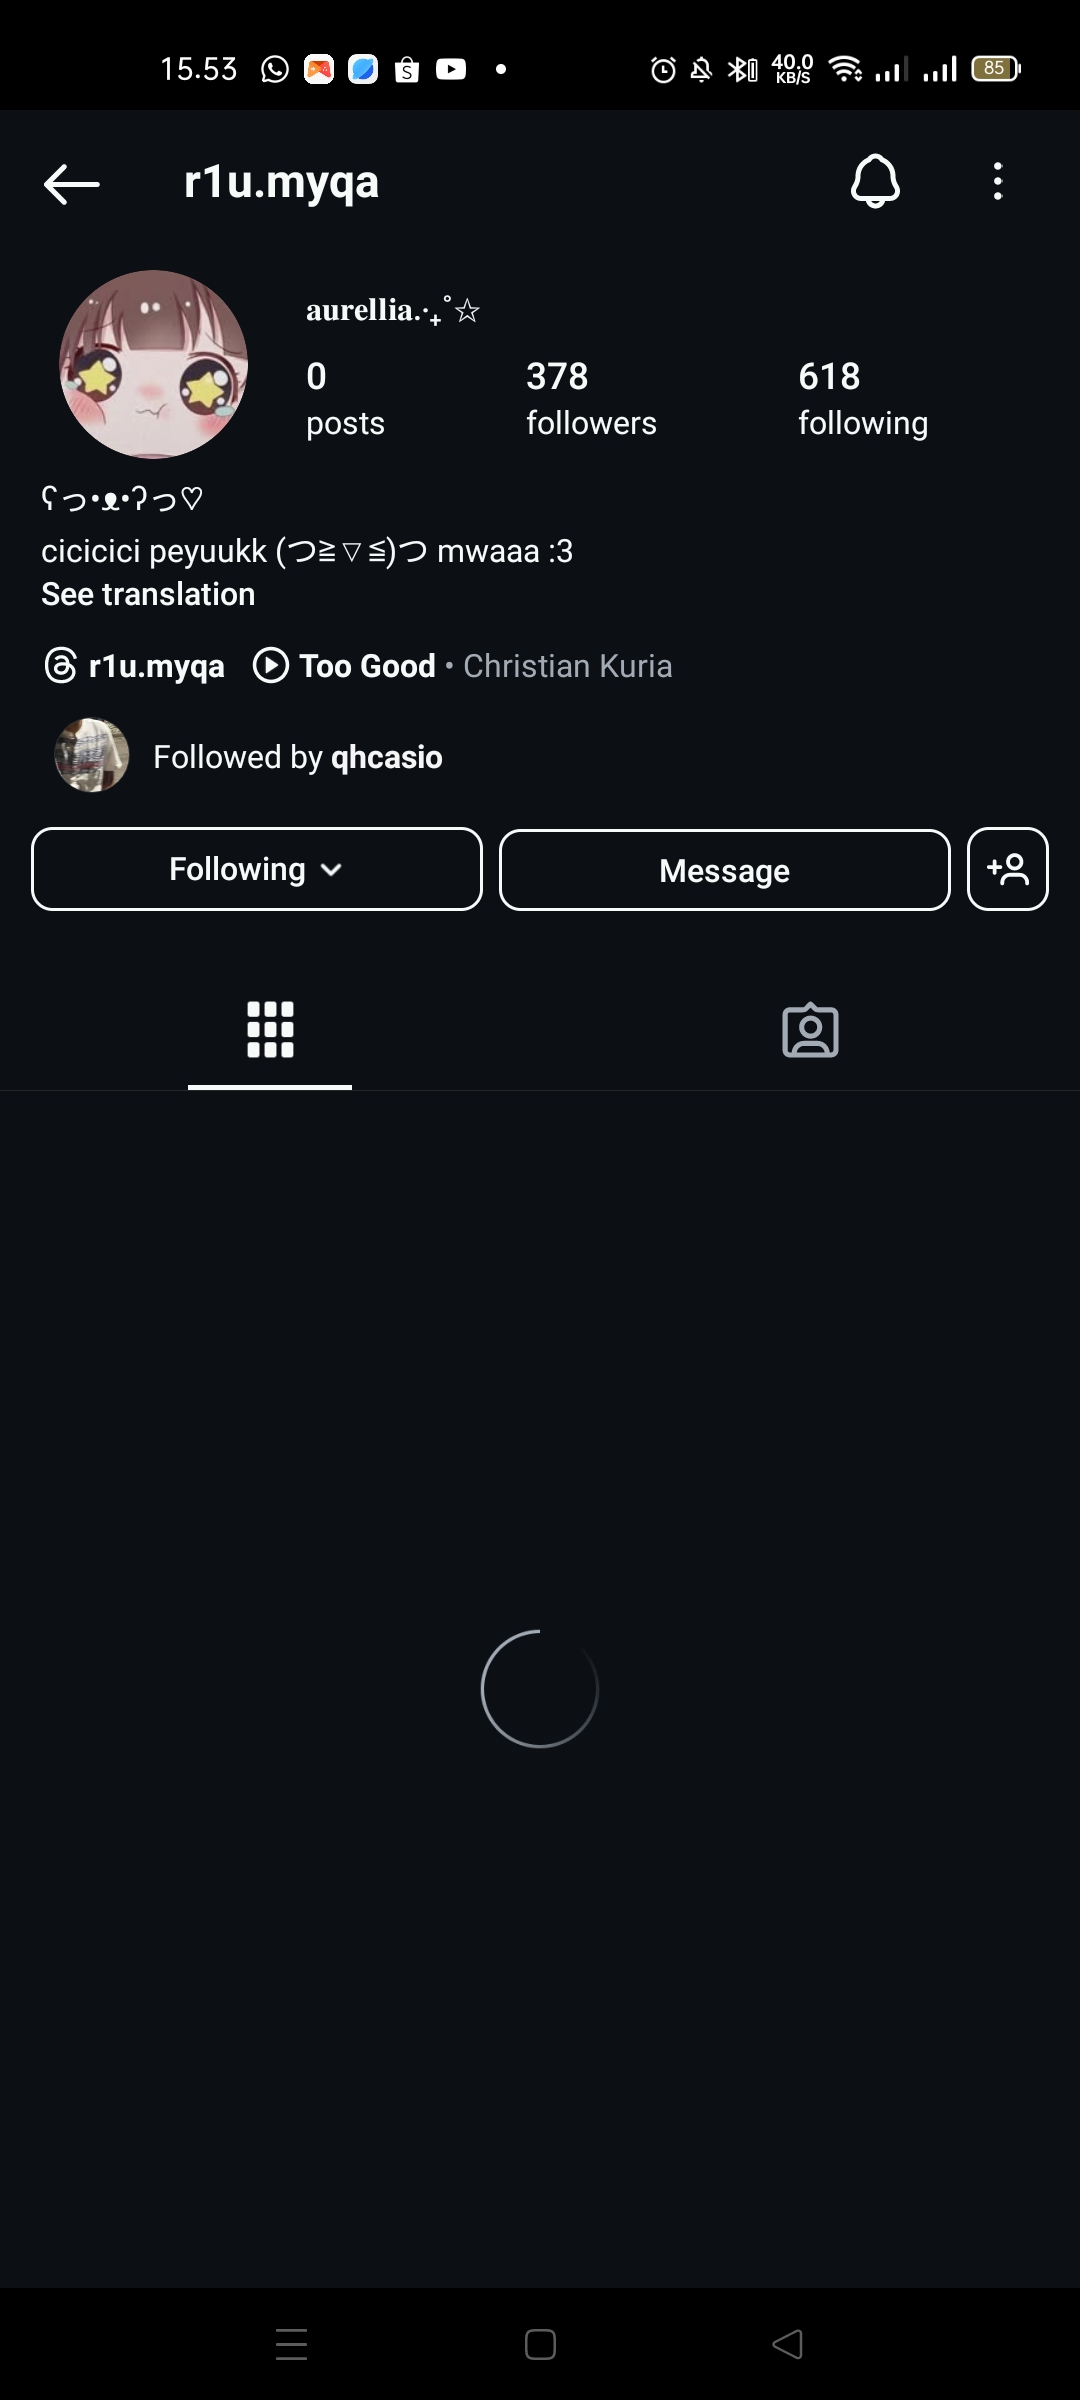 15.53 40.0 KB/S 85
r1u.myqa
aurellia.‧₊˚☆
0 378 618
posts followers following
ʕっ•ᴥ•ʔっ♡
cicicici peyuukk (つ≧▽≦)つ mwaaa :3
See translation
r1u.myqa Too Good • Christian Kuria
Followed by qhcasio
Following Message